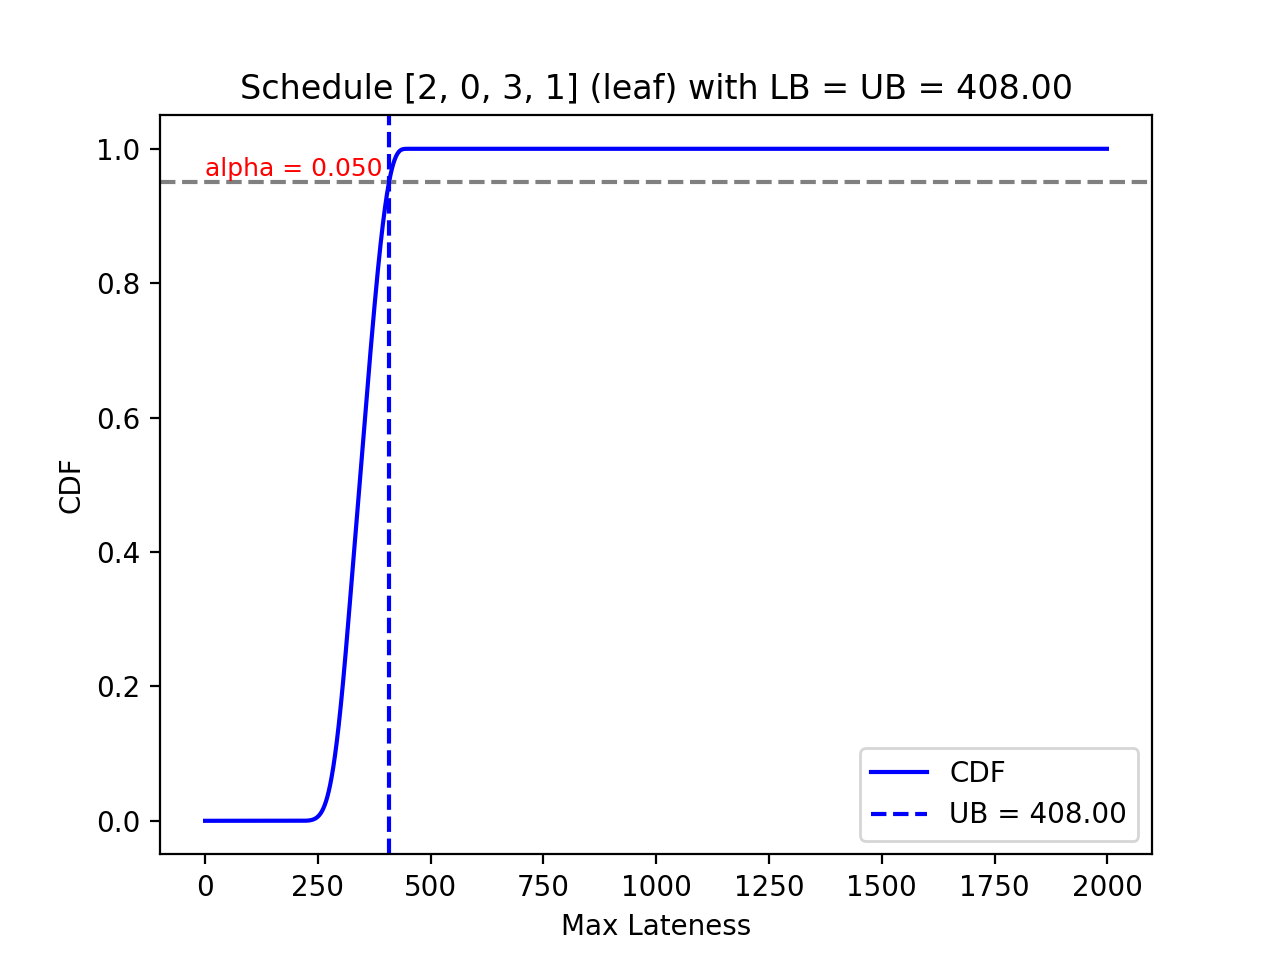 Schedule [2, 0, 3, 1] (leaf) with LB = UB = 408.00
1.0
alpha = 0.050
0.8
0.6
CDF
0.4
0.2
0.0
CDF
UB = 408.00
0 250 500 750 1000 1250 1500 1750 2000
Max Lateness